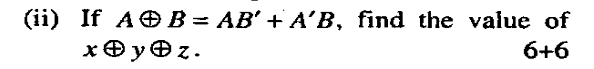 (ii) If A ⊕ B = AB′ + A′B, find the value of
x ⊕ y ⊕ z. 6+6